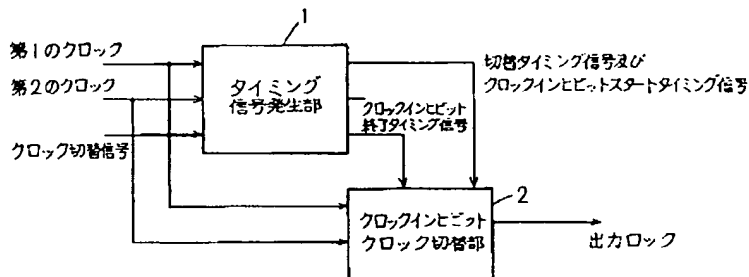 1
第1のクロック
第2のクロック
クロック切替信号
タイミング
信号発生部
切替タイミング信号及び
クロックインヒビットスタートタイミング信号
クロックインヒビット
終了タイミング信号
2
クロックインヒビット
クロック切替部
出力ロック